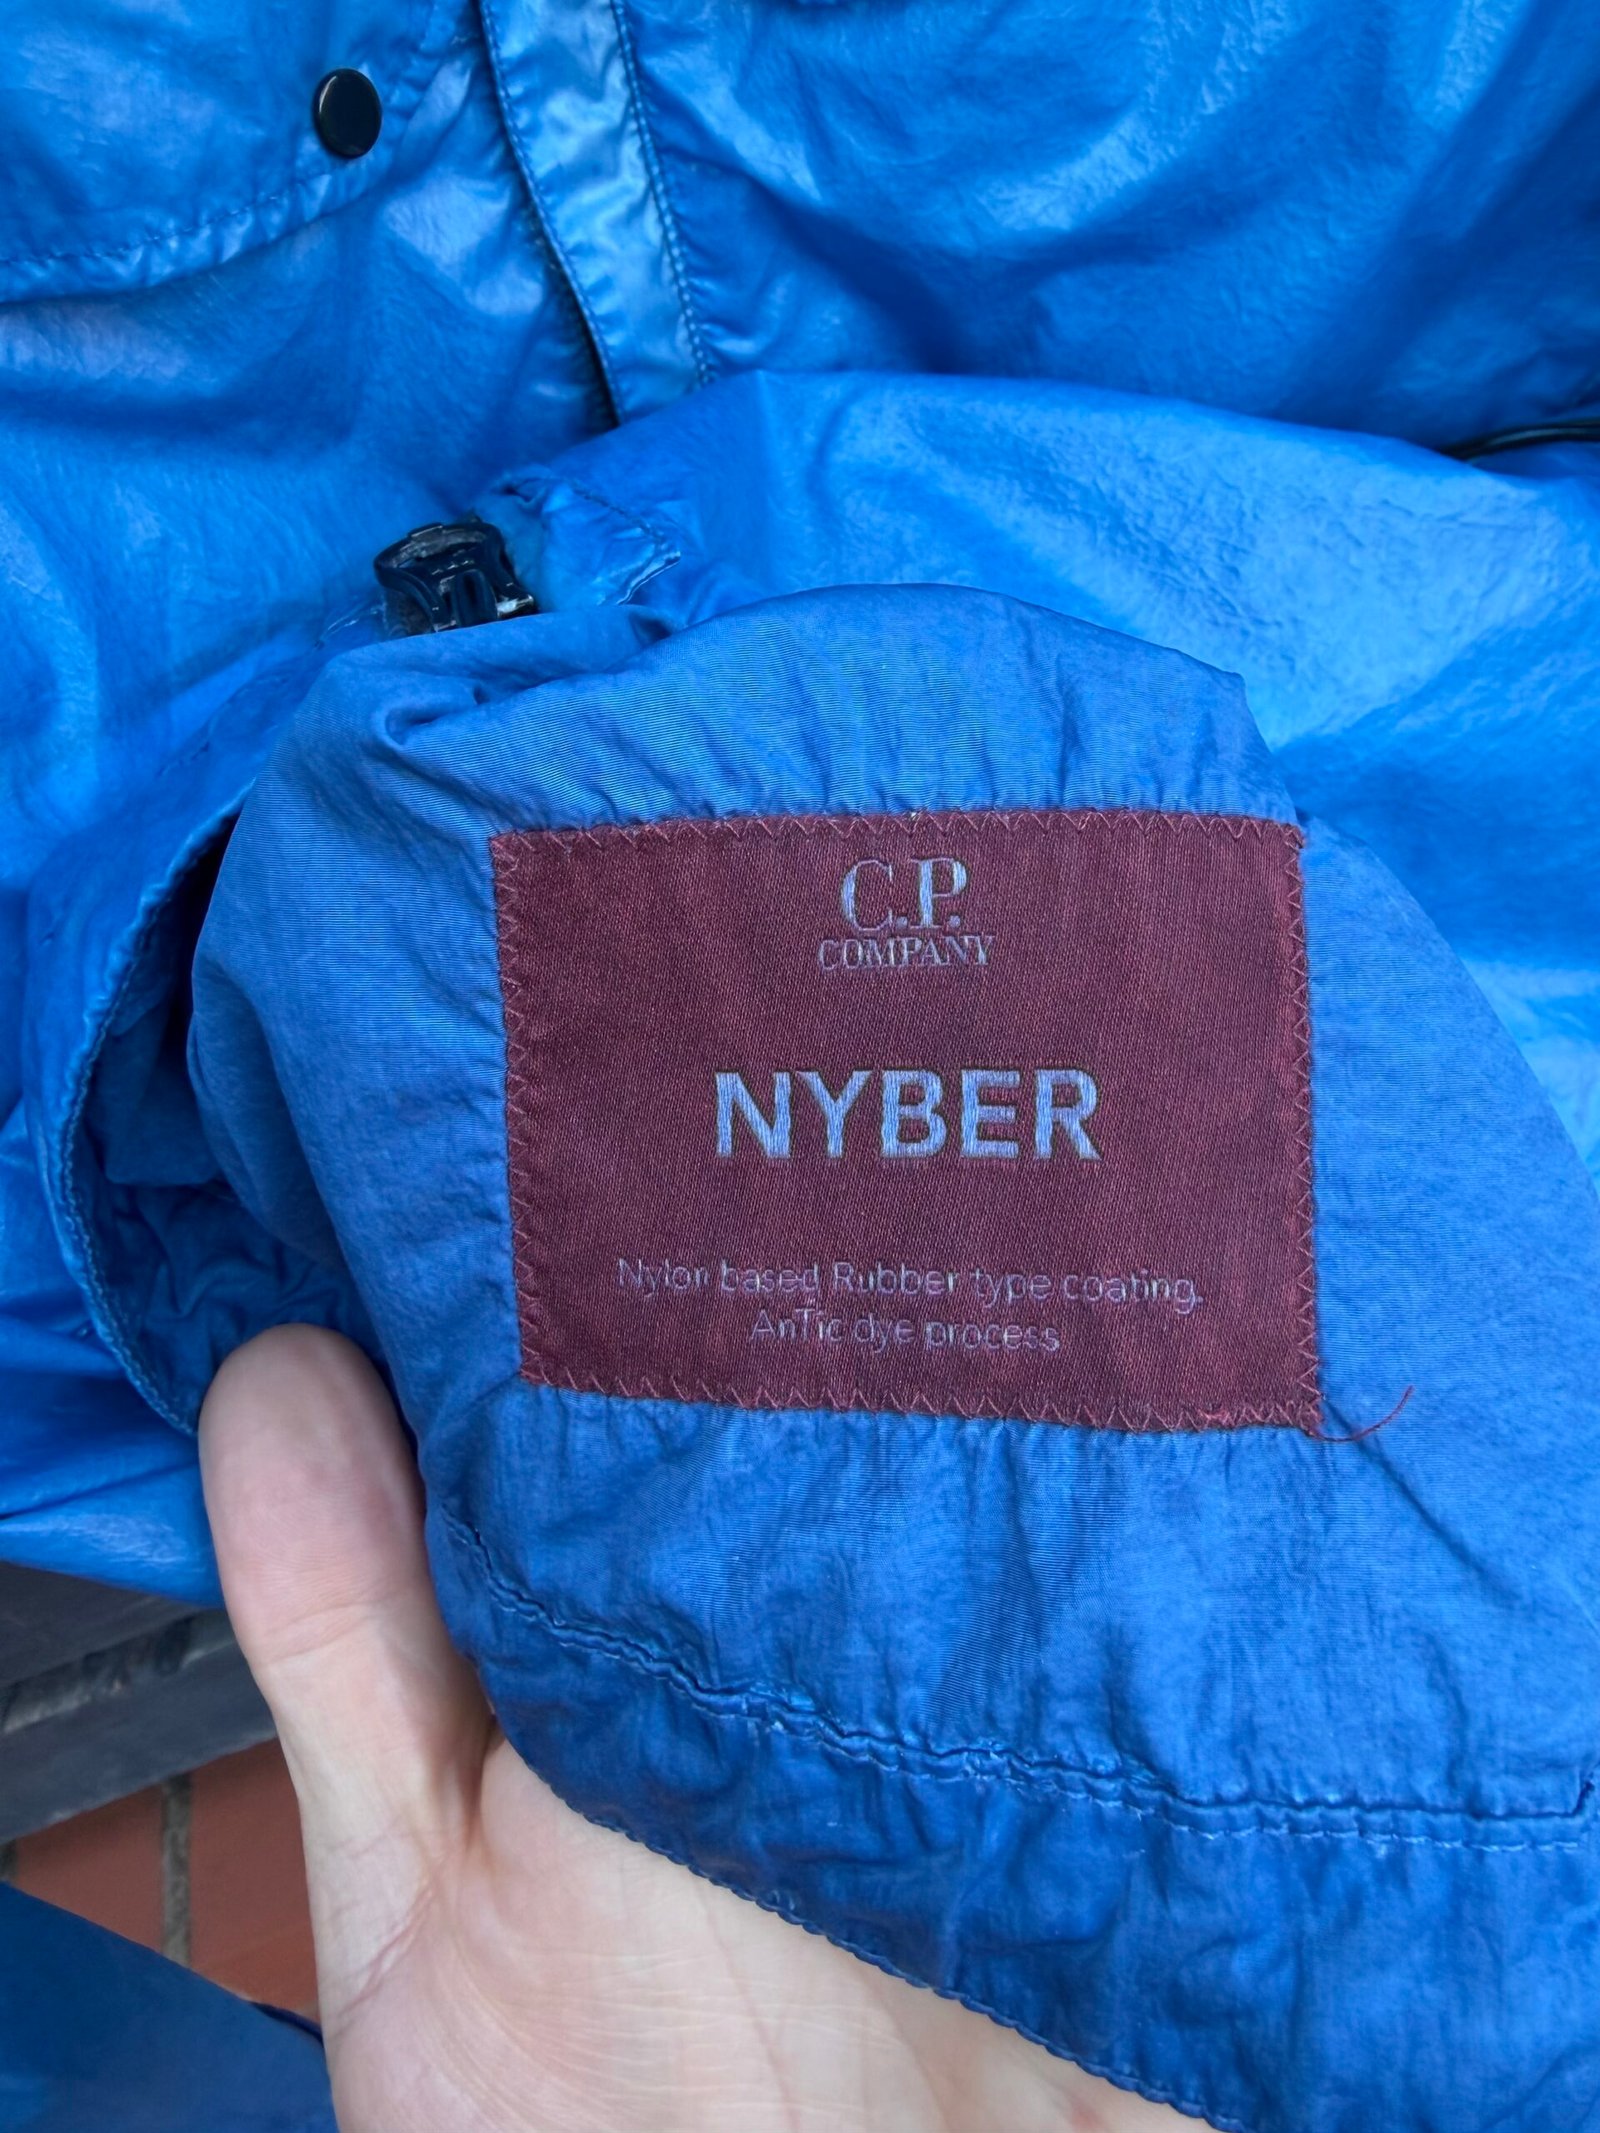 C.P.
COMPANY
NYBER
Nylon based Rubber type coating.
AnTic dye process